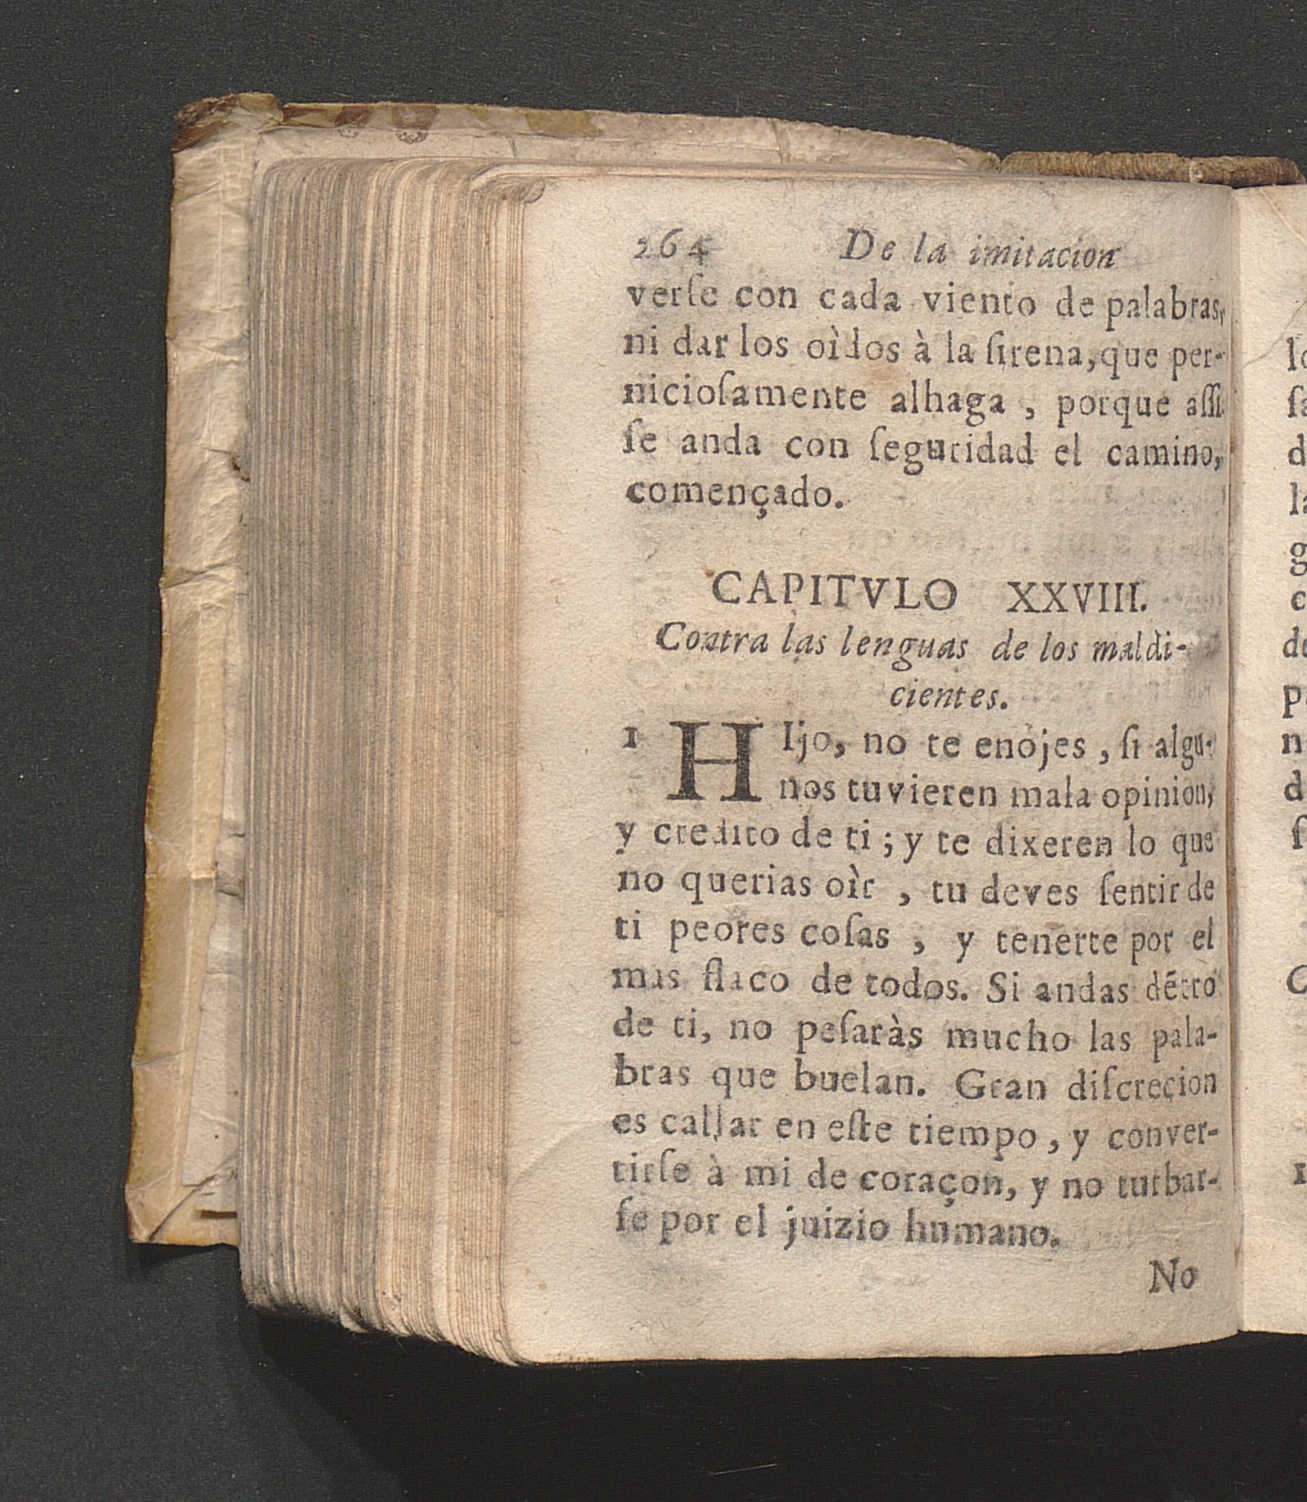 264 De la imitacion
verſe con cada viento de palabras,
ni dar los oìdos à la ſirena, que per-
nicioſamente alhaga , porque aſſi
ſe anda con ſeguridad el camino,
començado.
CAPITVLO XXVIII.
Contra las lenguas de los maldi-
cientes.
1 HIjo, no te enojes , ſi algu-
nos tuvieren mala opinion,
y credito de ti ; y te dixeren lo que
no querias oìr , tu deves ſentir de
ti peores coſas , y tenerte por el
mas flaco de todos. Si andas dẽtro
de ti, no peſaràs mucho las pala-
bras que buelan. Gran diſcrecion
es callar en eſte tiempo , y conver-
tirſe à mi de coraçon, y no turbar-
ſe por el juizio humano.
No